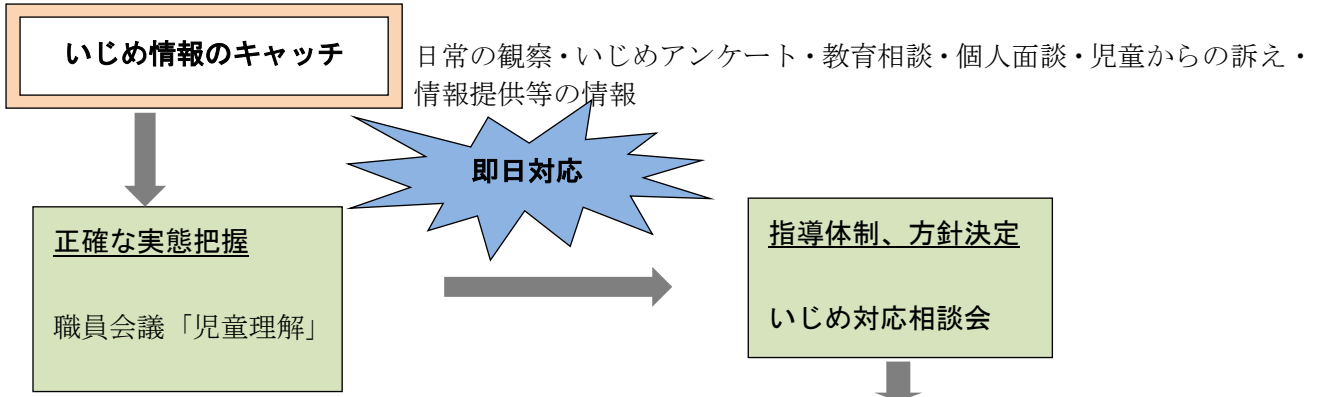 いじめ情報のキャッチ
日常の観察・いじめアンケート・教育相談・個人面談・児童からの訴え・
情報提供等の情報
即日対応
正確な実態把握
職員会議「児童理解」
指導体制、方針決定
いじめ対応相談会